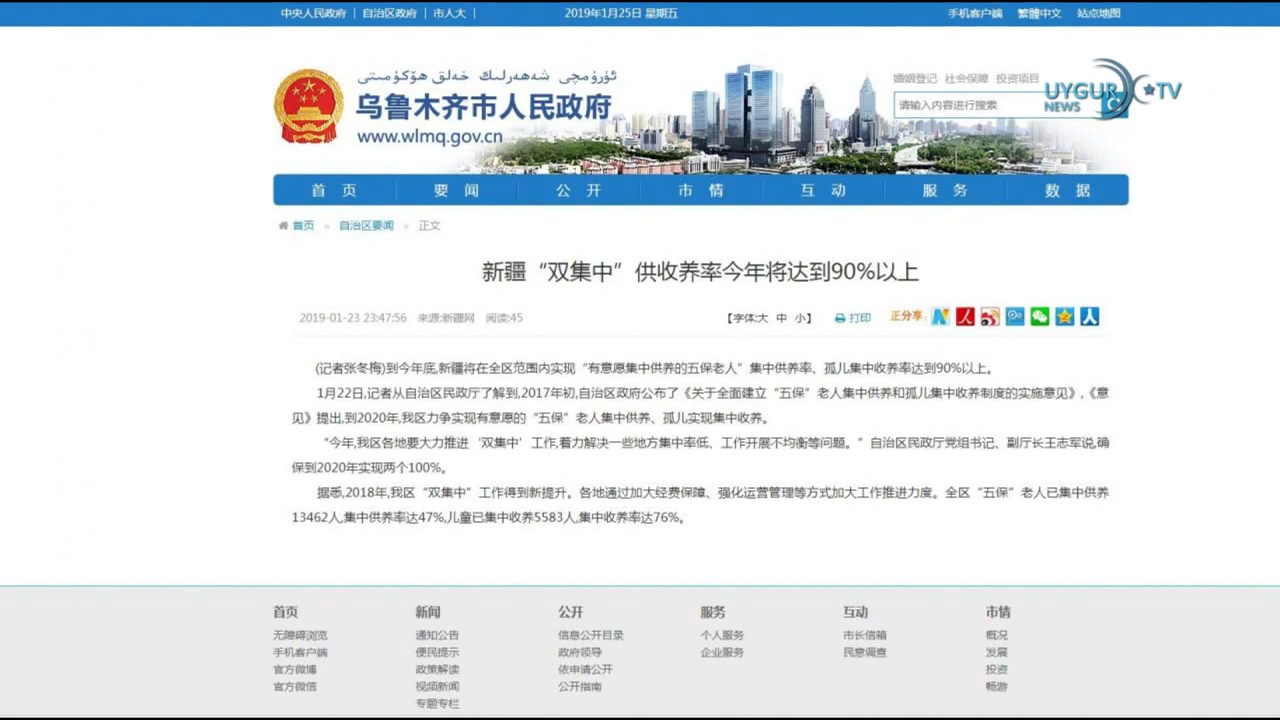 中央人民政府 | 自治区政府 | 市人大 |
2019年1月25日 星期五
手机客户端 繁體中文 站点地图
ئۈرۈمچى شەھەرلىك خەلق ھۆكۈمىتى
乌鲁木齐市人民政府
www.wlmq.gov.cn
婚姻登记 社会保障 投资项目
请输入内容进行搜索
UYGUR TV
NEWS
首 页 要 闻 公 开 市 情 互 动 服 务 数 据
首页 » 自治区要闻 » 正文
新疆“双集中”供收养率今年将达到90%以上
2019-01-23 23:47:56 来源:新疆网 阅读:45
【字体:大 中 小】 打印 正分享:
(记者张冬梅)到今年底,新疆将在全区范围内实现“有意愿集中供养的五保老人”集中供养率、孤儿集中收养率达到90%以上。
1月22日,记者从自治区民政厅了解到,2017年初,自治区政府公布了《关于全面建立“五保”老人集中供养和孤儿集中收养制度的实施意见》,《意
见》提出,到2020年,我区力争实现有意愿的“五保”老人集中供养、孤儿实现集中收养。
“今年,我区各地要大力推进‘双集中’工作,着力解决一些地方集中率低、工作开展不均衡等问题。”自治区民政厅党组书记、副厅长王志军说,确
保到2020年实现两个100%。
据悉,2018年,我区“双集中”工作得到新提升。各地通过加大经费保障、强化运营管理等方式加大工作推进力度。全区“五保”老人已集中供养
13462人,集中供养率达47%,儿童已集中收养5583人,集中收养率达76%。
首页 新闻 公开 服务 互动 市情
无障碍浏览 通知公告 信息公开目录 个人服务 市长信箱 概况
手机客户端 便民提示 政府领导 企业服务 民意调查 发展
官方微博 政策解读 依申请公开 投资
官方微信 视频新闻 公开指南 畅游
专题专栏